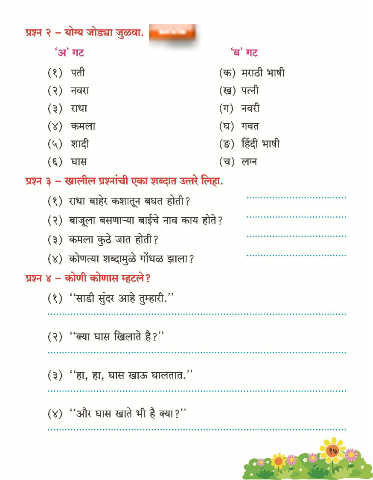 प्रश्न २ – योग्य जोड्या जुळवा.
'अ' गट 'ब' गट
(१) पती (क) मराठी भाषी
(२) नवरा (ख) पत्नी
(३) राधा (ग) नवरी
(४) कमला (घ) गवत
(५) शादी (ङ) हिंदी भाषी
(६) घास (च) लग्न
प्रश्न ३ – खालील प्रश्नांची एका शब्दात उत्तरे लिहा.
(१) राधा बाहेर कशातून बघत होती?
(२) बाजूला बसणाऱ्या बाईचे नाव काय होते?
(३) कमला कुठे जात होती?
(४) कोणत्या शब्दामुळे गोंधळ झाला?
प्रश्न ४ – कोणी कोणास म्हटले?
(१) "साडी सुंदर आहे तुम्हारी."
(२) "क्या घास खिलाते है?"
(३) "हा, हा, घास खाऊ घालतात."
(४) "और घास खाते भी है क्या?"